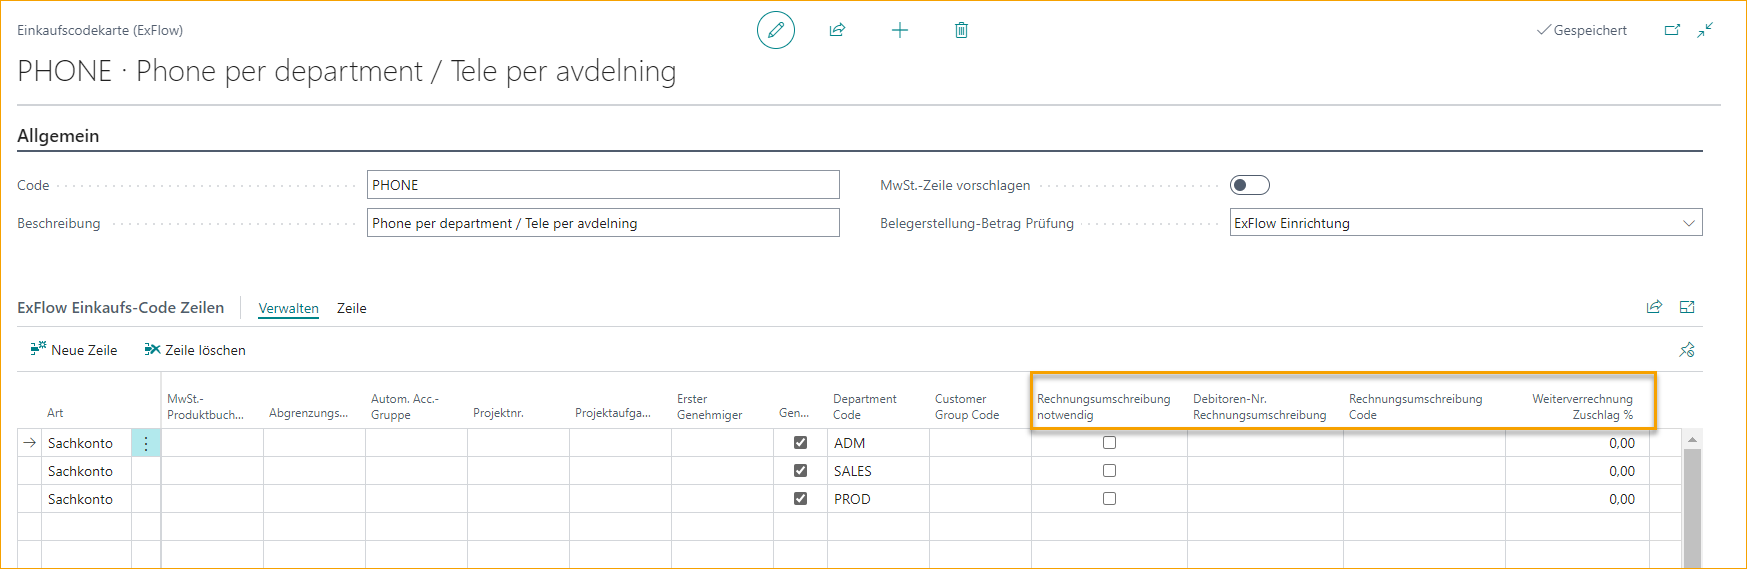 Einkaufscodekarte (ExFlow)
Gespeichert
PHONE · Phone per department / Tele per avdelning
Allgemein
Code
PHONE
MwSt.-Zeile vorschlagen
Beschreibung
Phone per department / Tele per avdelning
Belegerstellung-Betrag Prüfung
ExFlow Einrichtung
ExFlow Einkaufs-Code Zeilen
Verwalten
Zeile
Neue Zeile
Zeile löschen
Art
MwSt.-
Produktbuch...
Abgrenzungs...
Autom. Acc.-
Gruppe
Projektnr.
Projektaufga...
Erster
Genehmiger
Gen...
Department
Code
Customer
Group Code
Rechnungsumschreibung
notwendig
Debitoren-Nr.
Rechnungsumschreibung
Rechnungsumschreibung
Code
Weiterverrechnung
Zuschlag %
Sachkonto ADM 0,00
Sachkonto SALES 0,00
Sachkonto PROD 0,00